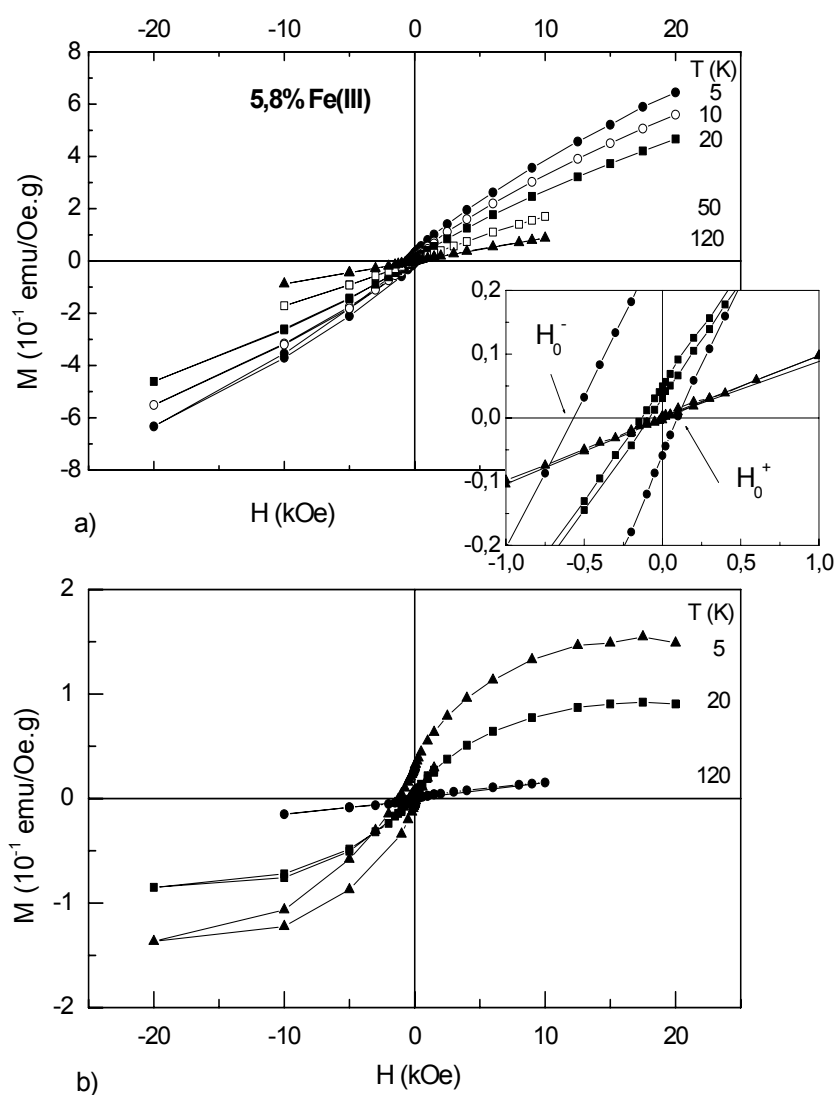 -20 -10 0 10 20
8
6
4
2
0
-2
-4
-6
-8
M (10⁻¹ emu/Oe.g)
5,8% Fe(III)
T (K)
5
10
20
50
120
a)
H (kOe)
0,2
0,1
0,0
-0,1
-0,2
H₀⁻
H₀⁺
-1,0 -0,5 0,0 0,5 1,0
2
1
0
-1
-2
M (10⁻¹ emu/Oe.g)
T (K)
5
20
120
-20 -10 0 10 20
b)
H (kOe)